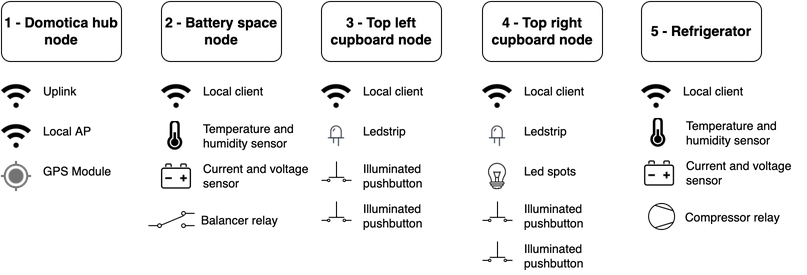 1 - Domotica hub
node
Uplink
Local AP
GPS Module
2 - Battery space
node
Local client
Temperature and
humidity sensor
Current and voltage
sensor
Balancer relay
3 - Top left
cupboard node
Local client
Ledstrip
Illuminated
pushbutton
Illuminated
pushbutton
4 - Top right
cupboard node
Local client
Ledstrip
Led spots
Illuminated
pushbutton
Illuminated
pushbutton
5 - Refrigerator
Local client
Temperature and
humidity sensor
Current and voltage
sensor
Compressor relay